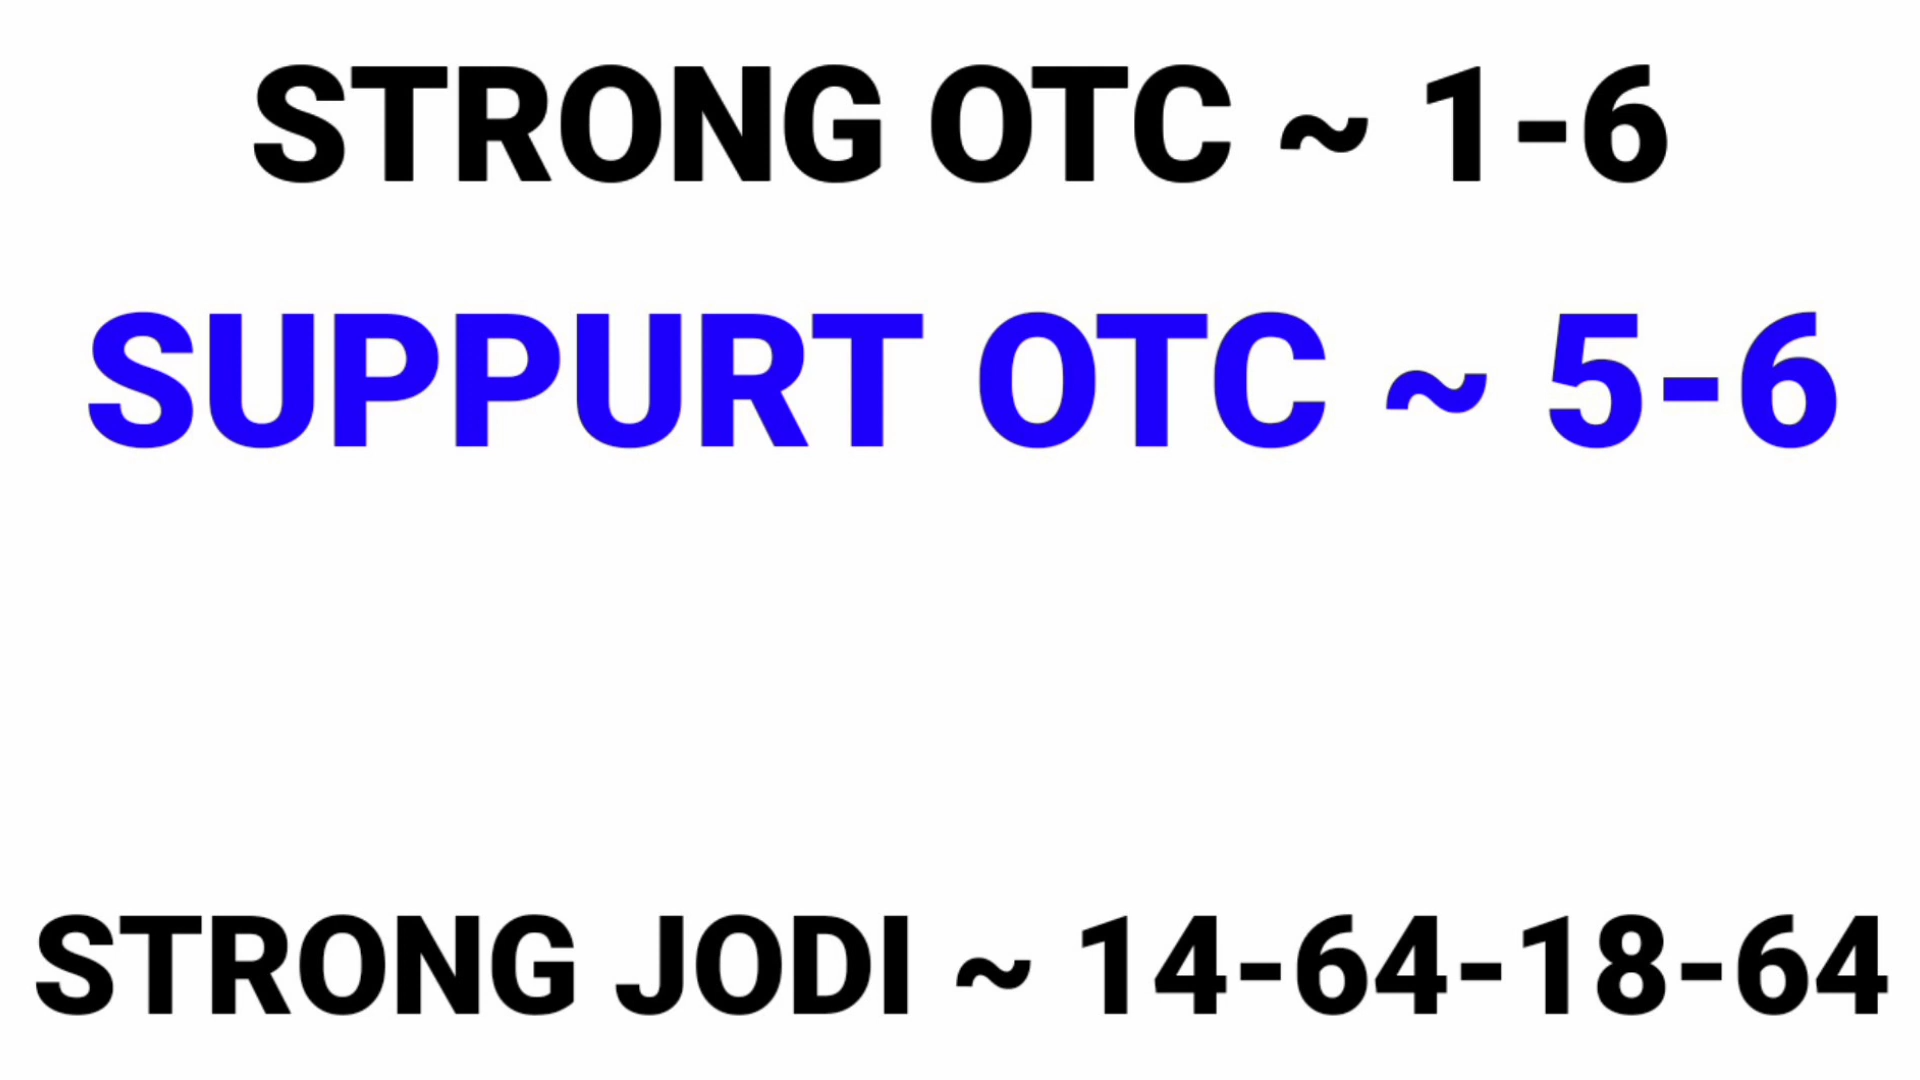 STRONG OTC ~ 1-6
SUPPURT OTC ~ 5-6
STRONG JODI ~ 14-64-18-64